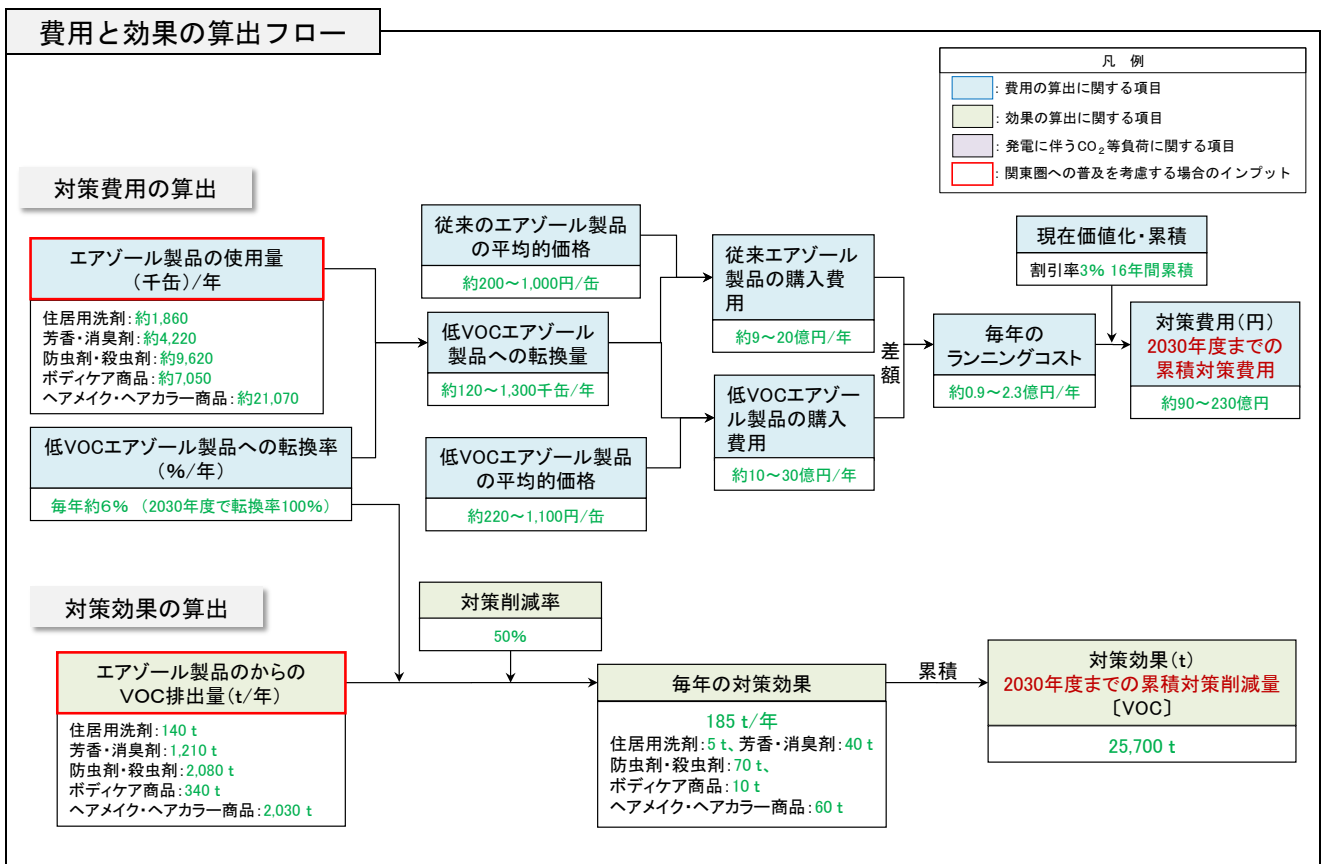 費用と効果の算出フロー
凡 例
: 費用の算出に関する項目
: 効果の算出に関する項目
: 発電に伴うCO₂等負荷に関する項目
: 関東圏への普及を考慮する場合のインプット
対策費用の算出
エアゾール製品の使用量
(千缶)/年
住居用洗剤:約1,860
芳香・消臭剤:約4,220
防虫剤・殺虫剤:約9,620
ボディケア商品:約7,050
ヘアメイク・ヘアカラー商品:約21,070
低VOCエアゾール製品への転換率
(%/年)
毎年約6% (2030年度で転換率100%)
従来のエアゾール製品
の平均的価格
約200~1,000円/缶
低VOCエアゾール
製品への転換量
約120~1,300千缶/年
低VOCエアゾール製品
の平均的価格
約220~1,100円/缶
従来エアゾール
製品の購入費
用
約9~20億円/年
低VOCエアゾー
ル製品の購入
費用
約10~30億円/年
差
額
毎年の
ランニングコスト
約0.9~2.3億円/年
現在価値化・累積
割引率3% 16年間累積
対策費用(円)
2030年度までの
累積対策費用
約90~230億円
対策効果の算出
エアゾール製品のからの
VOC排出量(t/年)
住居用洗剤:140 t
芳香・消臭剤:1,210 t
防虫剤・殺虫剤:2,080 t
ボディケア商品:340 t
ヘアメイク・ヘアカラー商品:2,030 t
対策削減率
50%
毎年の対策効果
185 t/年
住居用洗剤:5 t、芳香・消臭剤:40 t
防虫剤・殺虫剤:70 t、
ボディケア商品:10 t
ヘアメイク・ヘアカラー商品:60 t
累積
対策効果(t)
2030年度までの累積対策削減量
〔VOC〕
25,700 t